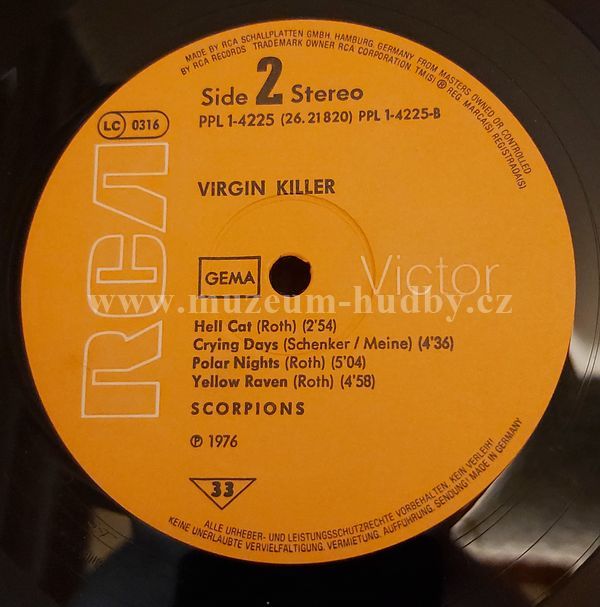 MADE BY RCA SCHALLPLATTEN GMBH, HAMBURG, GERMANY FROM MASTERS OWNED OR CONTROLLED
BY RCA RECORDS TRADEMARK OWNER RCA CORPORATION. TM(S) ® REG. MARCA(S) REGISTRADA(S)
Side 2 Stereo
PPL 1-4225 (26.21820) PPL 1-4225-B
LC 0316
VIRGIN KILLER
RCA
GEMA
Victor
www.muzeum-hudby.cz
Hell Cat (Roth) (2'54)
Crying Days (Schenker / Meine) (4'36)
Polar Nights (Roth) (5'04)
Yellow Raven (Roth) (4'58)
SCORPIONS
℗ 1976
33
ALLE URHEBER- UND LEISTUNGSSCHUTZRECHTE VORBEHALTEN. KEIN VERLEIH!
KEINE UNERLAUBTE VERVIELFÄLTIGUNG, VERMIETUNG, AUFFÜHRUNG, SENDUNG! MADE IN GERMANY